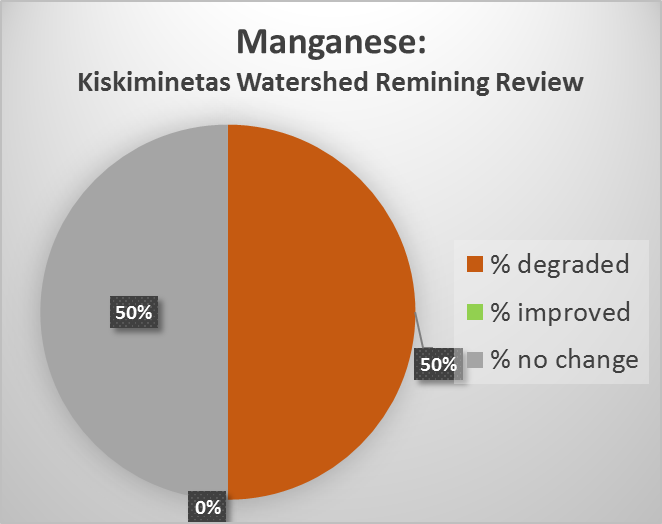 Manganese:
Kiskiminetas Watershed Remining Review
% degraded
% improved
50%
% no change
50%
0%